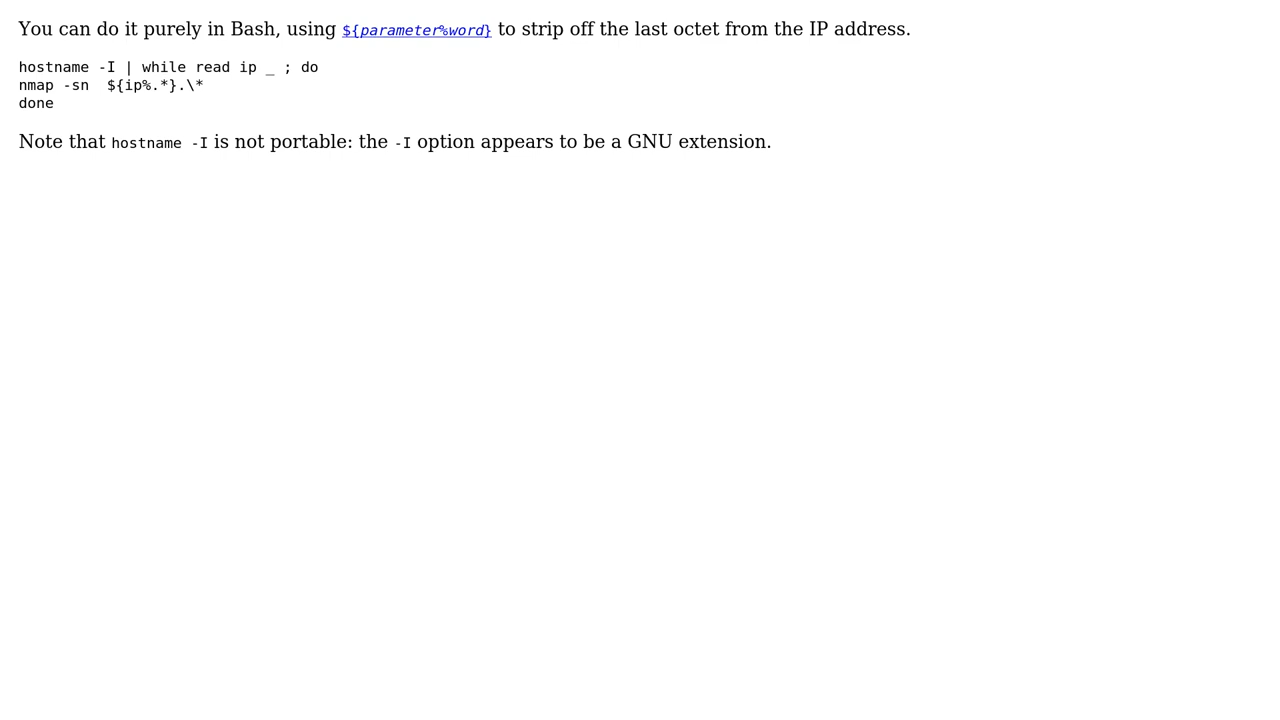 You can do it purely in Bash, using ${parameter%word} to strip off the last octet from the IP address.
hostname -I | while read ip _ ; do
nmap -sn  ${ip%.*}.\*
done
Note that hostname -I is not portable: the -I option appears to be a GNU extension.